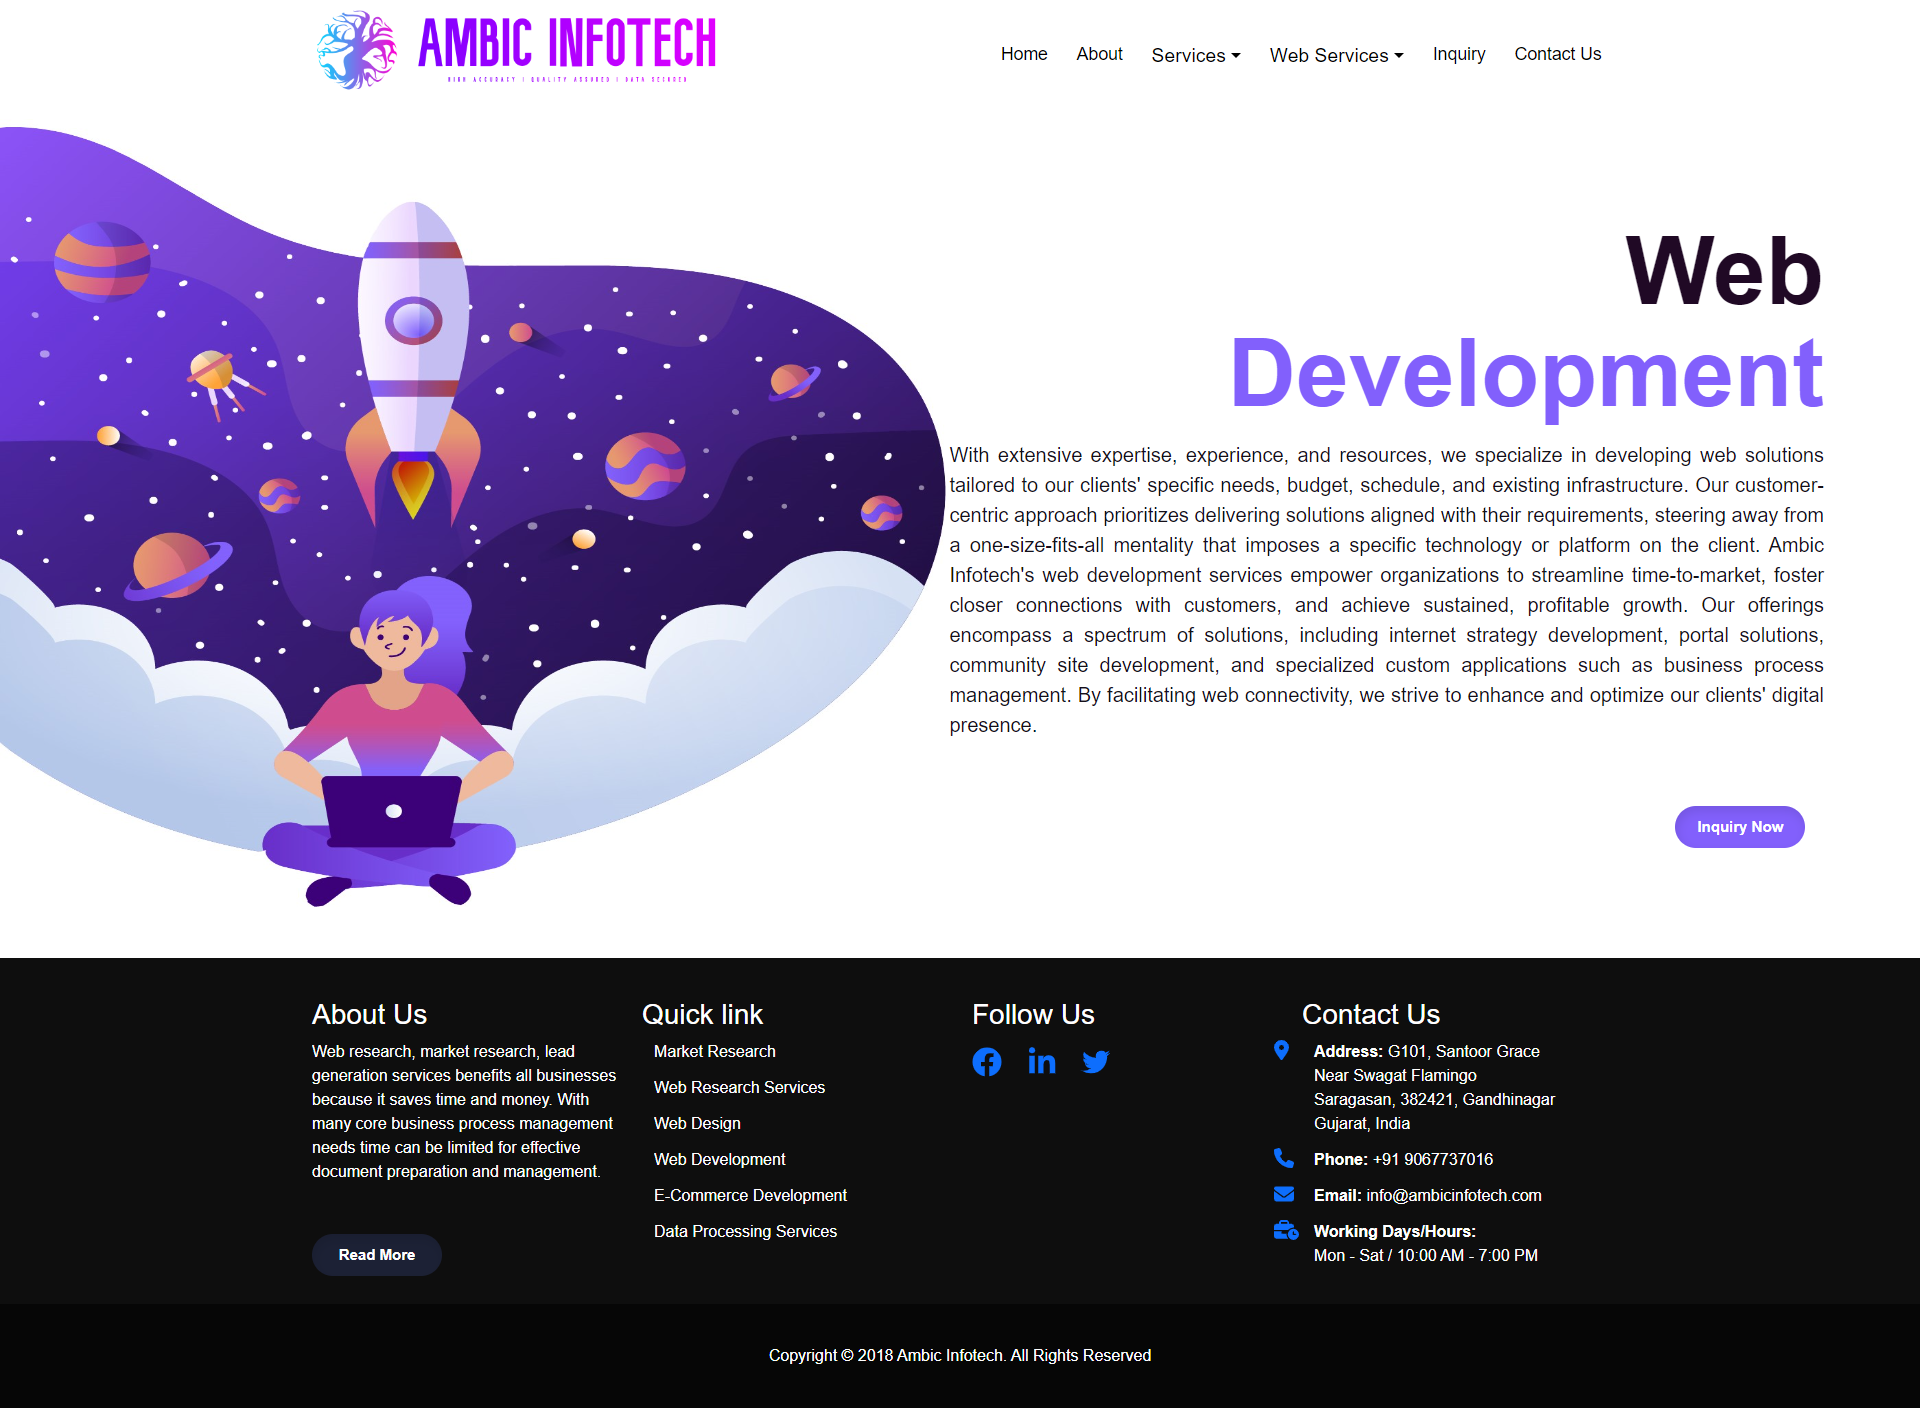 AMBIC INFOTECH
HIGH ACCURACY | QUALITY ASSURED | DATA SECURED
Home About Services Web Services Inquiry Contact Us
Web
Development
With extensive expertise, experience, and resources, we specialize in developing web solutions
tailored to our clients' specific needs, budget, schedule, and existing infrastructure. Our customer-
centric approach prioritizes delivering solutions aligned with their requirements, steering away from
a one-size-fits-all mentality that imposes a specific technology or platform on the client. Ambic
Infotech's web development services empower organizations to streamline time-to-market, foster
closer connections with customers, and achieve sustained, profitable growth. Our offerings
encompass a spectrum of solutions, including internet strategy development, portal solutions,
community site development, and specialized custom applications such as business process
management. By facilitating web connectivity, we strive to enhance and optimize our clients' digital
presence.
Inquiry Now
About Us
Web research, market research, lead
generation services benefits all businesses
because it saves time and money. With
many core business process management
needs time can be limited for effective
document preparation and management.
Read More
Quick link
Market Research
Web Research Services
Web Design
Web Development
E-Commerce Development
Data Processing Services
Follow Us
Contact Us
Address: G101, Santoor Grace
Near Swagat Flamingo
Saragasan, 382421, Gandhinagar
Gujarat, India
Phone: +91 9067737016
Email: info@ambicinfotech.com
Working Days/Hours:
Mon - Sat / 10:00 AM - 7:00 PM
Copyright © 2018 Ambic Infotech. All Rights Reserved